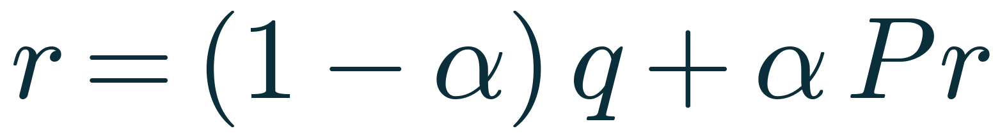 r = (1 − α) q + α P r